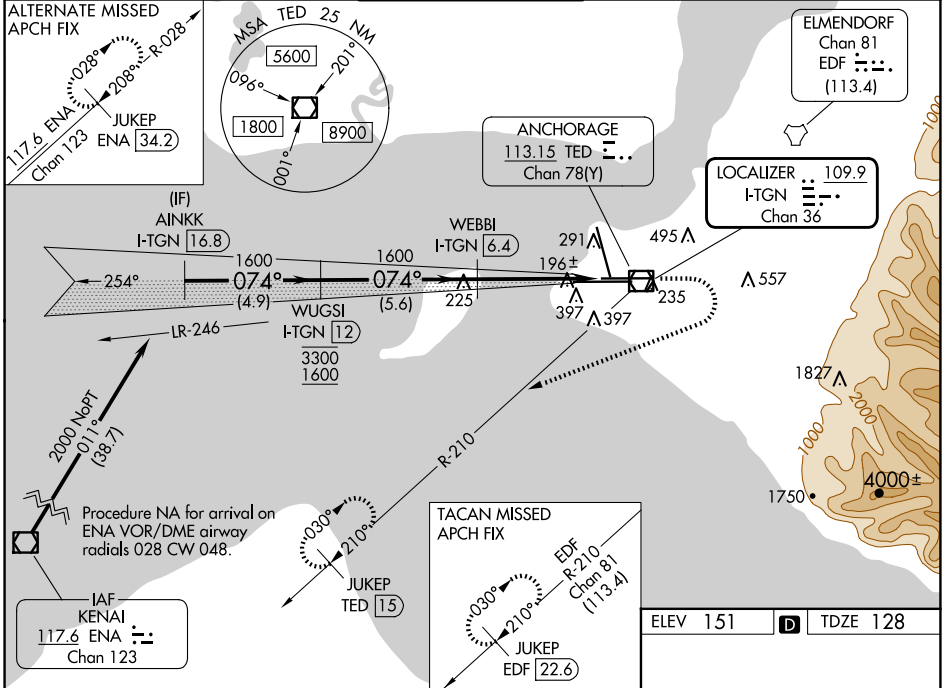 ALTERNATE MISSED
APCH FIX
028°
208°
R-028
JUKEP
ENA 34.2
117.6 ENA
Chan 123
MSA TED 25 NM
5600
096°
201°
1800
8900
001°
ELMENDORF
Chan 81
EDF
(113.4)
ANCHORAGE
113.15 TED
Chan 78(Y)
LOCALIZER 109.9
I-TGN
Chan 36
1000
(IF)
AINKK
I-TGN 16.8
WEBBI
I-TGN 6.4
291
495
1600
1600
196±
254°
074°
074°
557
(4.9)
(5.6)
225
235
WUGSI
I-TGN 12
397
397
LR-246
3300
1600
1827
2000
1000
2000 NoPT
011°
(38.7)
R-210
4000±
1750
Procedure NA for arrival on
ENA VOR/DME airway
radials 028 CW 048.
030°
210°
JUKEP
TED 15
TACAN MISSED
APCH FIX
EDF
R-210
Chan 81
(113.4)
030°
210°
JUKEP
EDF 22.6
IAF
KENAI
117.6 ENA
Chan 123
ELEV 151 D TDZE 128